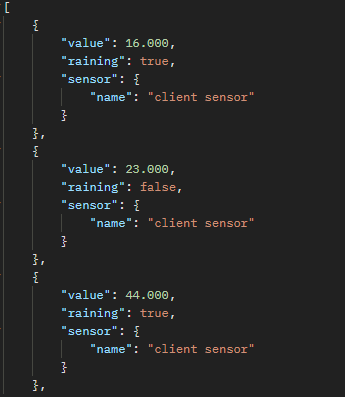 [
    {
        "value": 16.000,
        "raining": true,
        "sensor": {
            "name": "client sensor"
        }
    },
    {
        "value": 23.000,
        "raining": false,
        "sensor": {
            "name": "client sensor"
        }
    },
    {
        "value": 44.000,
        "raining": true,
        "sensor": {
            "name": "client sensor"
        }
    },